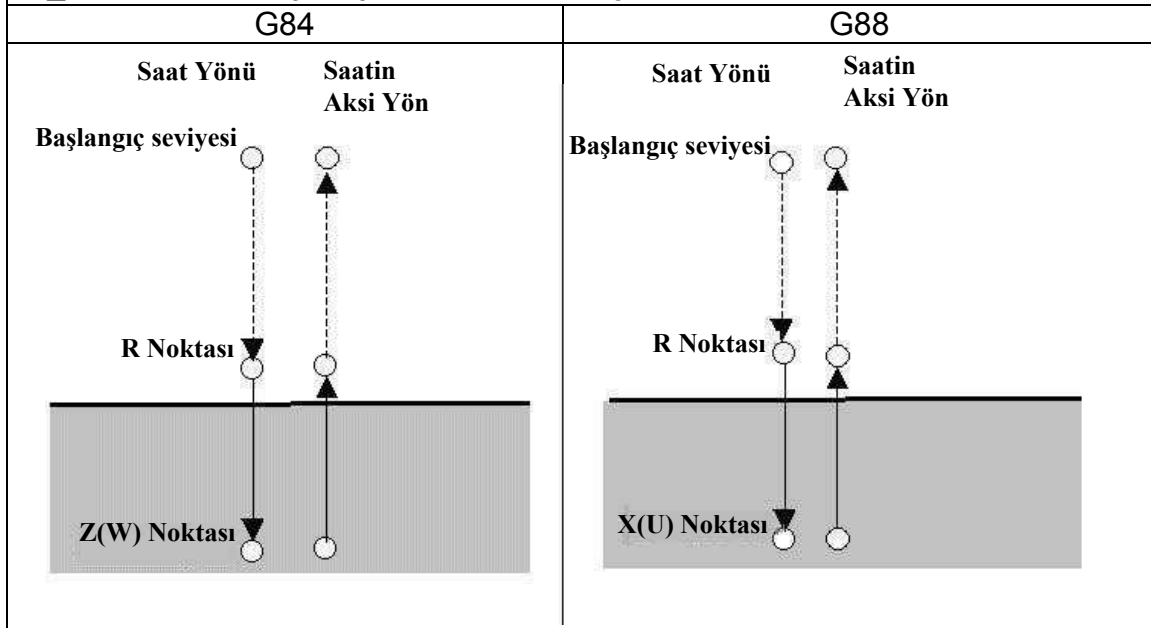 G84
G88
Saat Yönü
Saatin
Aksi Yön
Başlangıç seviyesi
R Noktası
Z(W) Noktası
Saat Yönü
Saatin
Aksi Yön
Başlangıç seviyesi
R Noktası
X(U) Noktası